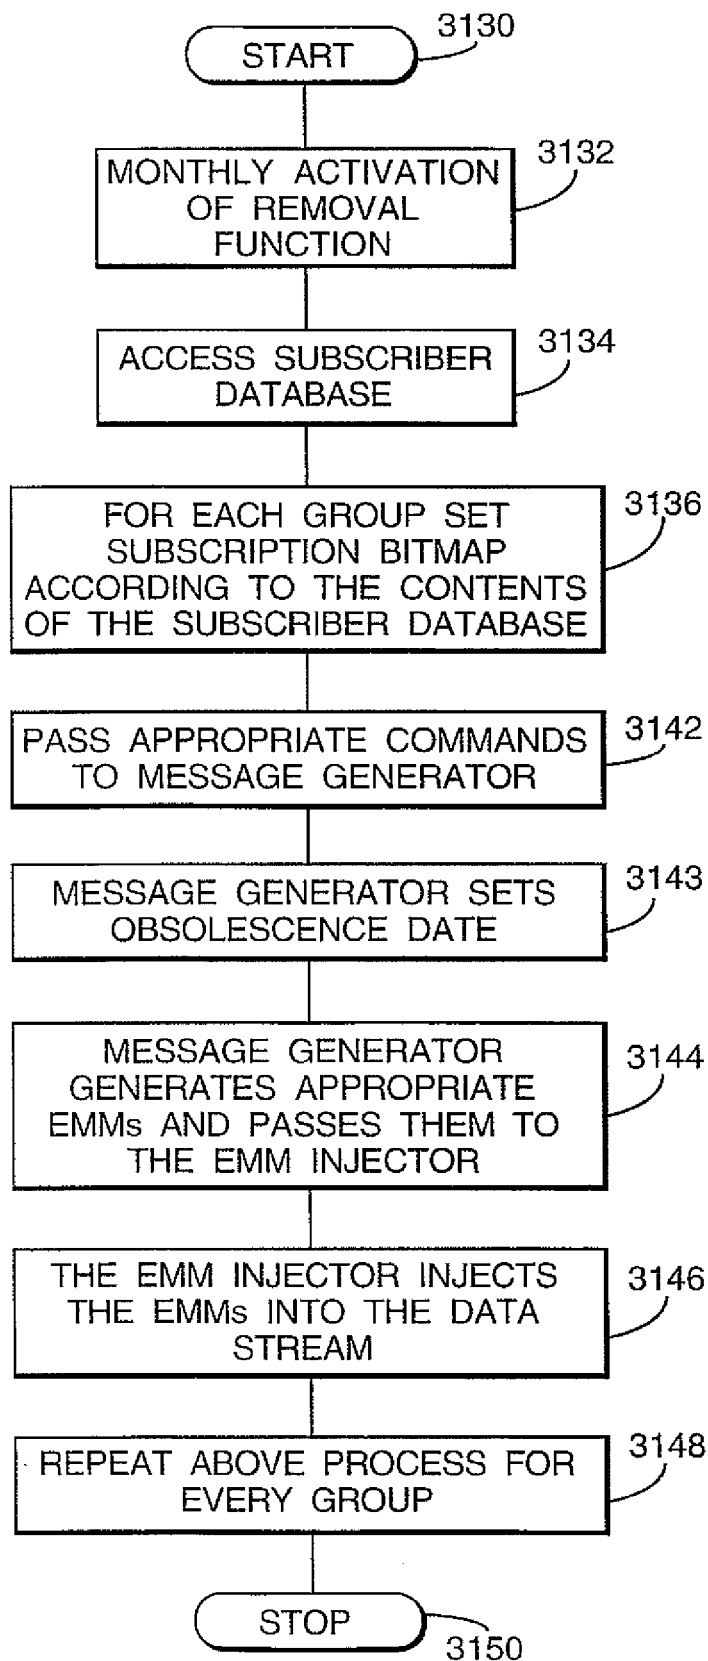 START
3130
MONTHLY ACTIVATION
OF REMOVAL
FUNCTION
3132
ACCESS SUBSCRIBER
DATABASE
3134
FOR EACH GROUP SET
SUBSCRIPTION BITMAP
ACCORDING TO THE CONTENTS
OF THE SUBSCRIBER DATABASE
3136
PASS APPROPRIATE COMMANDS
TO MESSAGE GENERATOR
3142
MESSAGE GENERATOR SETS
OBSOLESCENCE DATE
3143
MESSAGE GENERATOR
GENERATES APPROPRIATE
EMMs AND PASSES THEM TO
THE EMM INJECTOR
3144
THE EMM INJECTOR INJECTS
THE EMMs INTO THE DATA
STREAM
3146
REPEAT ABOVE PROCESS FOR
EVERY GROUP
3148
STOP
3150